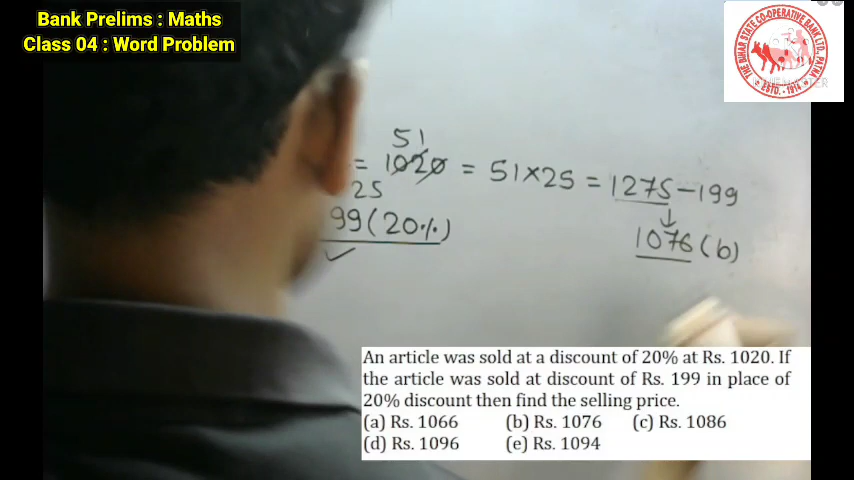 Bank Prelims : Maths
Class 04 : Word Problem
THE BIHAR STATE CO-OPERATIVE BANK LTD. PATNA
ESTD. - 1914
51
= 1020 = 51×25 = 1275-199
25
99(20%)
1076(b)
An article was sold at a discount of 20% at Rs. 1020. If
the article was sold at discount of Rs. 199 in place of
20% discount then find the selling price.
(a) Rs. 1066 (b) Rs. 1076 (c) Rs. 1086
(d) Rs. 1096 (e) Rs. 1094